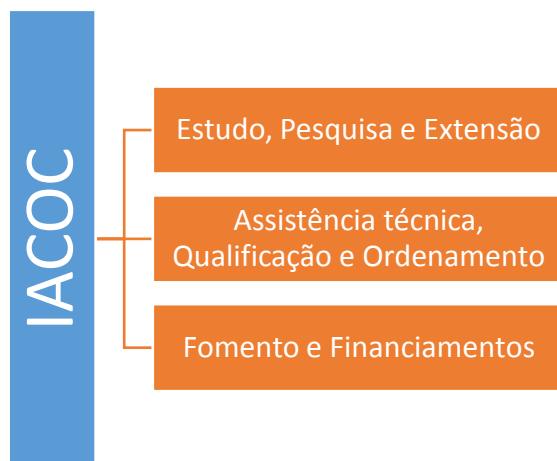 IACOC
Estudo, Pesquisa e Extensão
Assistência técnica,
Qualificação e Ordenamento
Fomento e Financiamentos